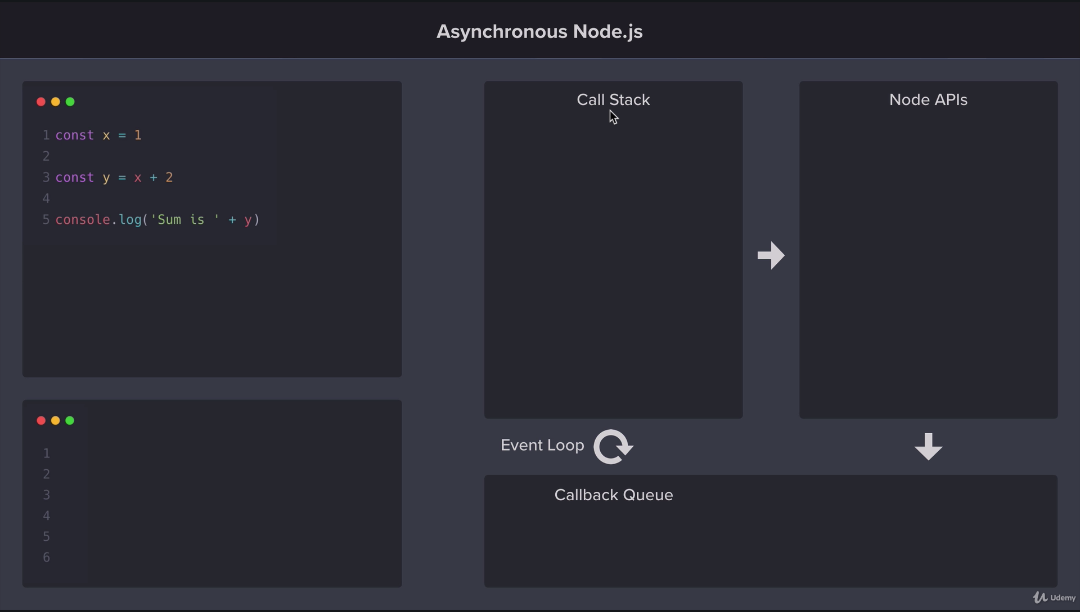 Asynchronous Node.js
1 const x = 1
2
3 const y = x + 2
4
5 console.log('Sum is ' + y)
1
2
3
4
5
6
Call Stack
Node APIs
Event Loop
Callback Queue
Udemy